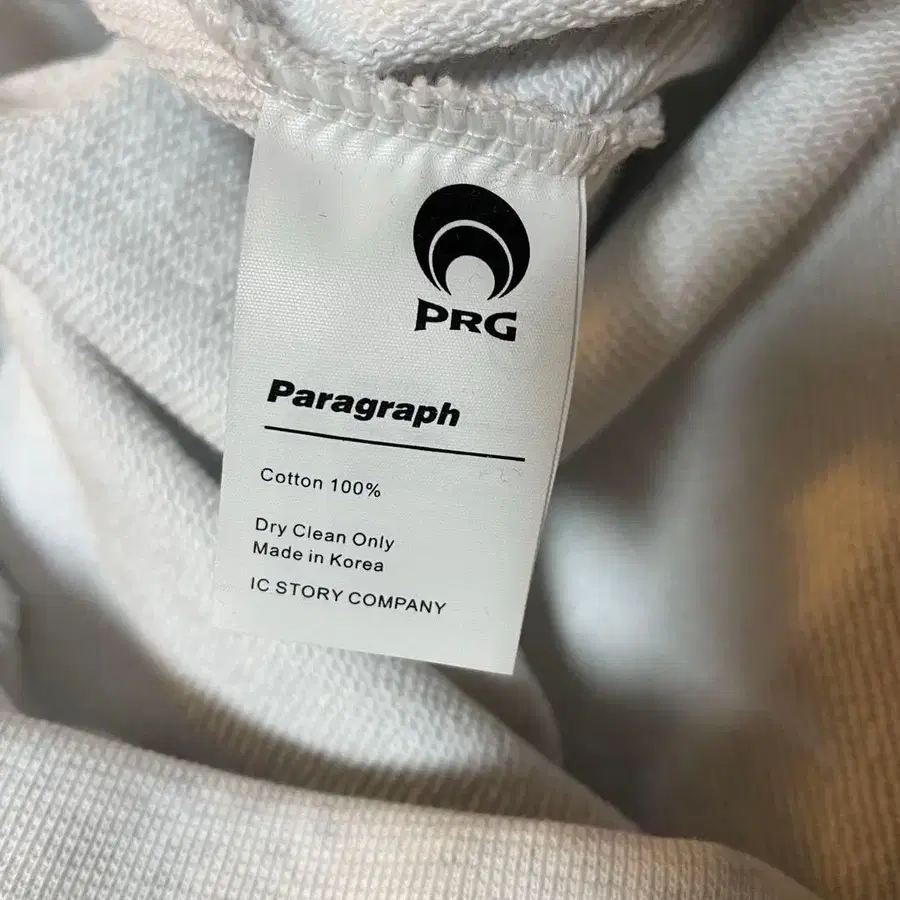 PRG
Paragraph
Cotton 100%
Dry Clean Only
Made in Korea
IC STORY COMPANY